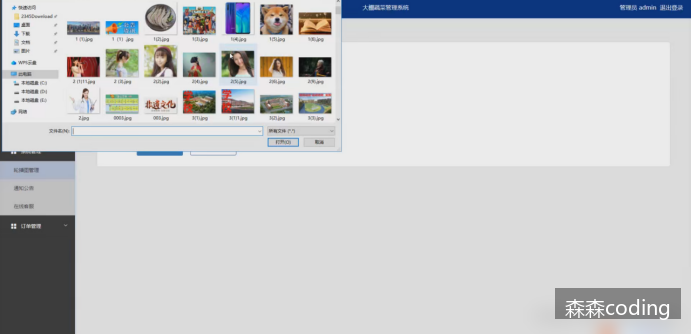 快速访问
2345Download
桌面
下载
文档
图片
WPS云盘
此电脑
本地磁盘 (C:)
本地磁盘 (D:)
本地磁盘 (E:)
网络
1 (1).jpg
1 （1） .jpg
1(2).jpg
1(3).jpg
1(4).jpg
1(5).jpg
1(6).jpg
2 (1)(1).jpg
2 (3).jpg
2(2).jpg
2(4).jpg
2(5).jpg
2(6).jpg
2(8).jpg
2.jpg
0003.jpg
003.jpg
3(1).jpg
3(1)1.jpg
3(2).jpg
3(3).jpg
文件名(N):
所有文件 (*.*)
打开(O)
取消
大棚蔬菜管理系统
管理员 admin 退出登录
轮播图管理
通知公告
在线客服
订单管理
森森coding